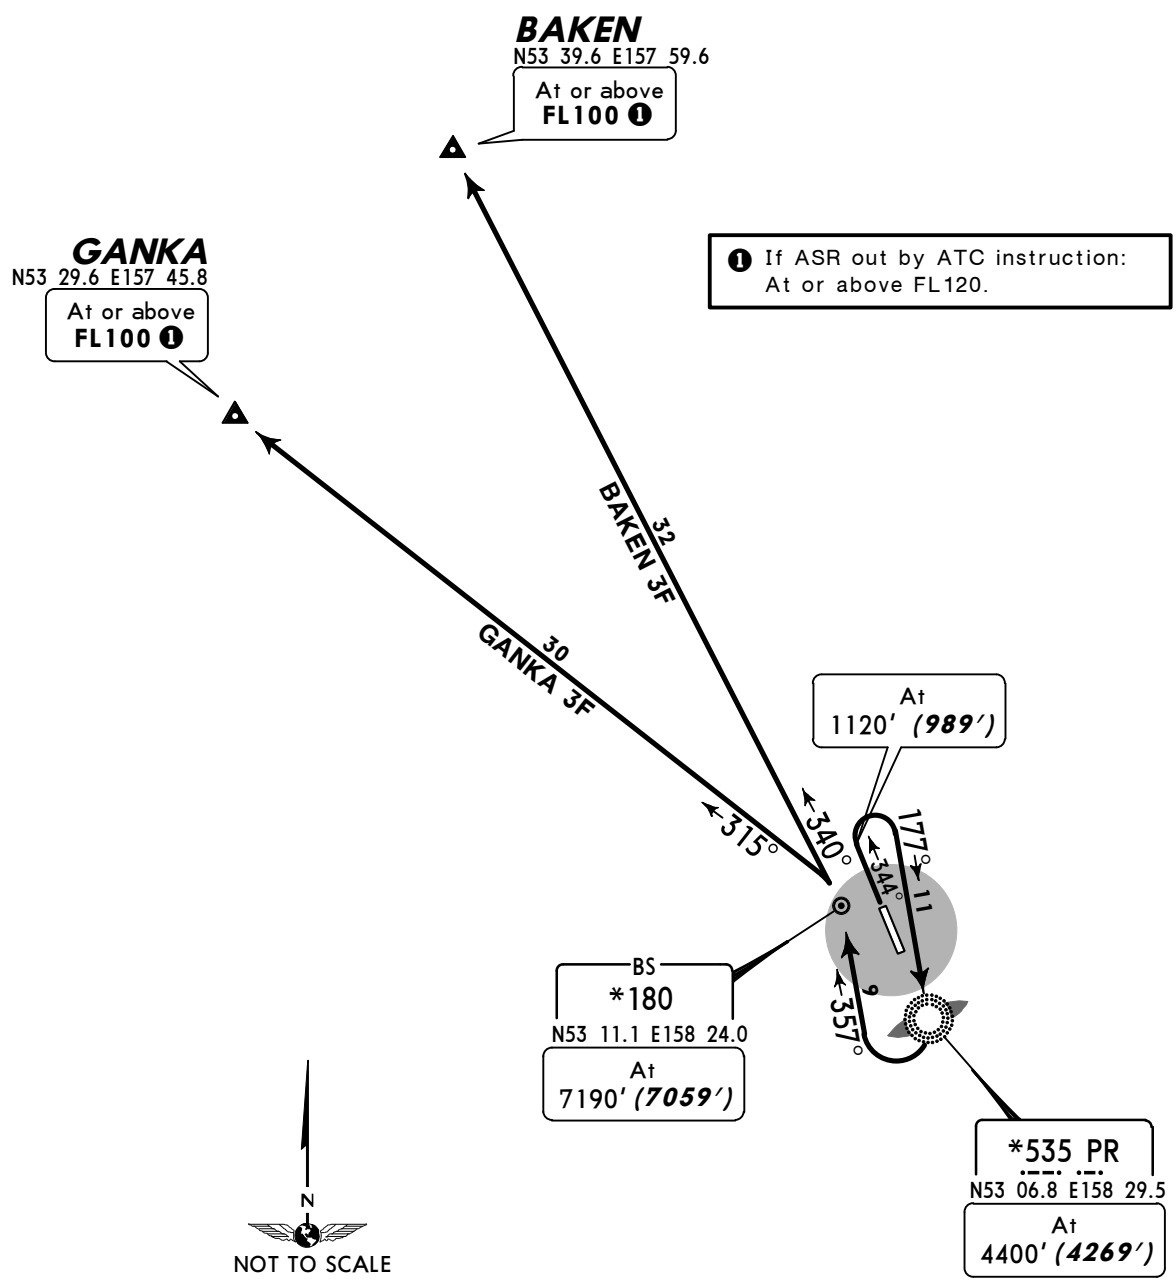 BAKEN
N53 39.6 E157 59.6
At or above
FL100 ❶
GANKA
N53 29.6 E157 45.8
At or above
FL100 ❶
❶ If ASR out by ATC instruction:
At or above FL120.
32
BAKEN 3F
30
GANKA 3F
At
1120' (989')
315°
340°
344°
177°
11
BS
*180
N53 11.1 E158 24.0
At
7190' (7059')
9
357°
*535 PR
N53 06.8 E158 29.5
At
4400' (4269')
N
NOT TO SCALE